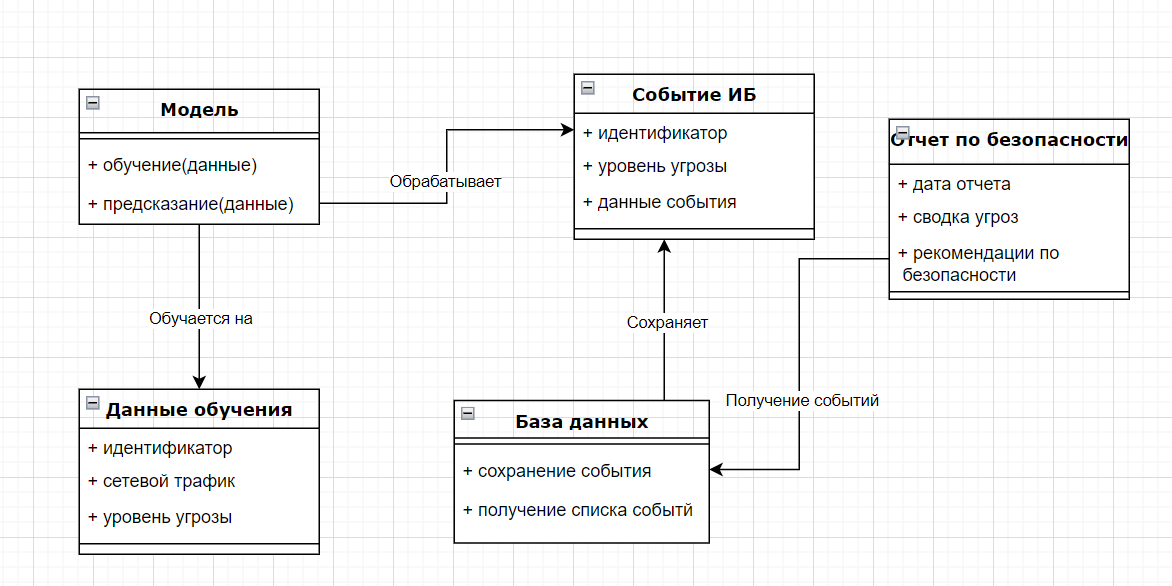 Модель
+ обучение(данные)
+ предсказание(данные)
Обрабатывает
Событие ИБ
+ идентификатор
+ уровень угрозы
+ данные события
Отчет по безопасности
+ дата отчета
+ сводка угроз
+ рекомендации по
безопасности
Обучается на
Сохраняет
Получение событий
Данные обучения
+ идентификатор
+ сетевой трафик
+ уровень угрозы
База данных
+ сохранение события
+ получение списка событй